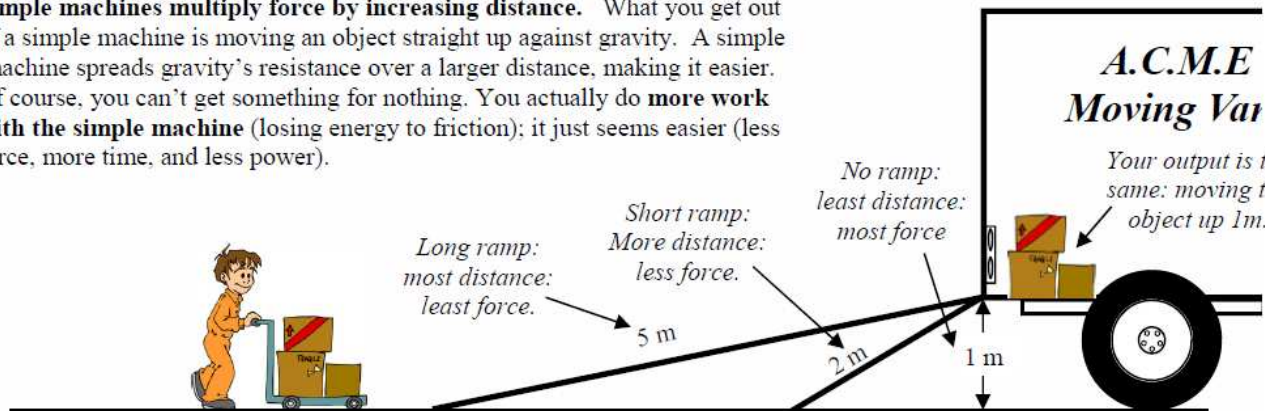 mple machines multiply force by increasing distance. What you get out
f a simple machine is moving an object straight up against gravity. A simple
achine spreads gravity's resistance over a larger distance, making it easier.
f course, you can't get something for nothing. You actually do more work
ith the simple machine (losing energy to friction); it just seems easier (less
rce, more time, and less power).
A.C.M.E
Moving Van
Your output is t
same: moving t
object up 1m.
No ramp:
least distance:
most force
Short ramp:
More distance:
less force.
Long ramp:
most distance:
least force.
5 m
2 m
1 m
FRAGILE
FRAGILE